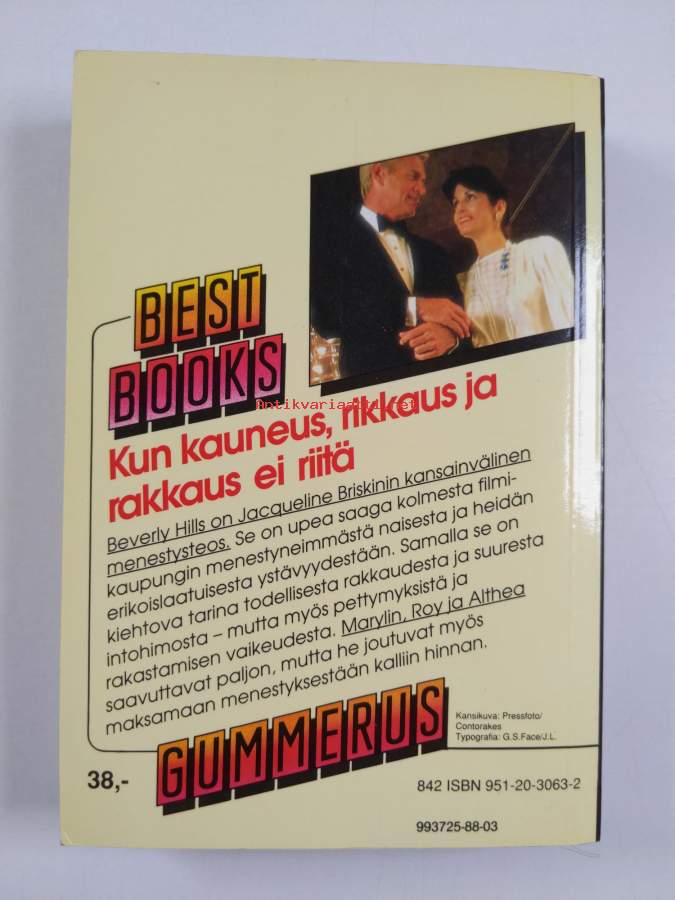 BEST
BOOKS
Antikvariaatti.net
Kun kauneus, rikkaus ja
rakkaus ei riitä
Beverly Hills on Jacqueline Briskinin kansainvälinen
menestysteos. Se on upea saaga kolmesta filmi-
kaupungin menestyneimmästä naisesta ja heidän
erikoislaatuisesta ystävyydestään. Samalla se on
kiehtova tarina todellisesta rakkaudesta ja suuresta
intohimosta – mutta myös pettymyksistä ja
rakastamisen vaikeudesta. Marylin, Roy ja Althea
saavuttavat paljon, mutta he joutuvat myös
maksamaan menestyksestään kalliin hinnan.
Kansikuva: Pressfoto/
Contorakes
Typografia: G.S.Face/J.L.
GUMMERUS
38,-
842 ISBN 951-20-3063-2
993725-88-03